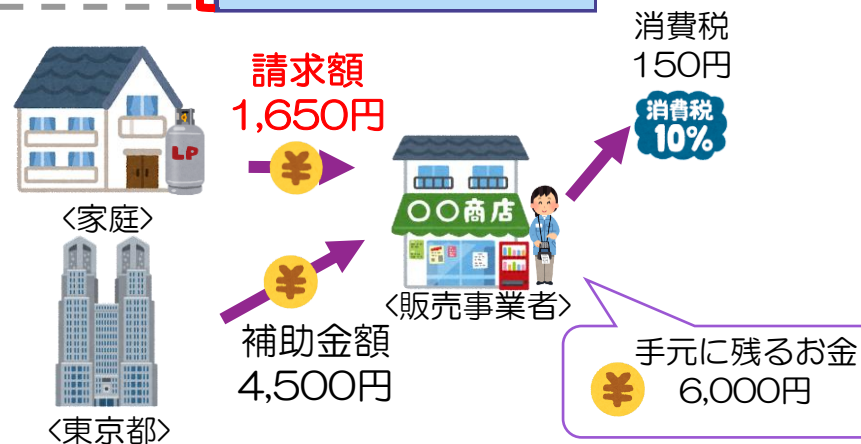 消費税
150円
消費税
10%
請求額
1,650円
LP
<家庭>
〇〇商店
<販売事業者>
補助金額
4,500円
<東京都>
手元に残るお金
6,000円